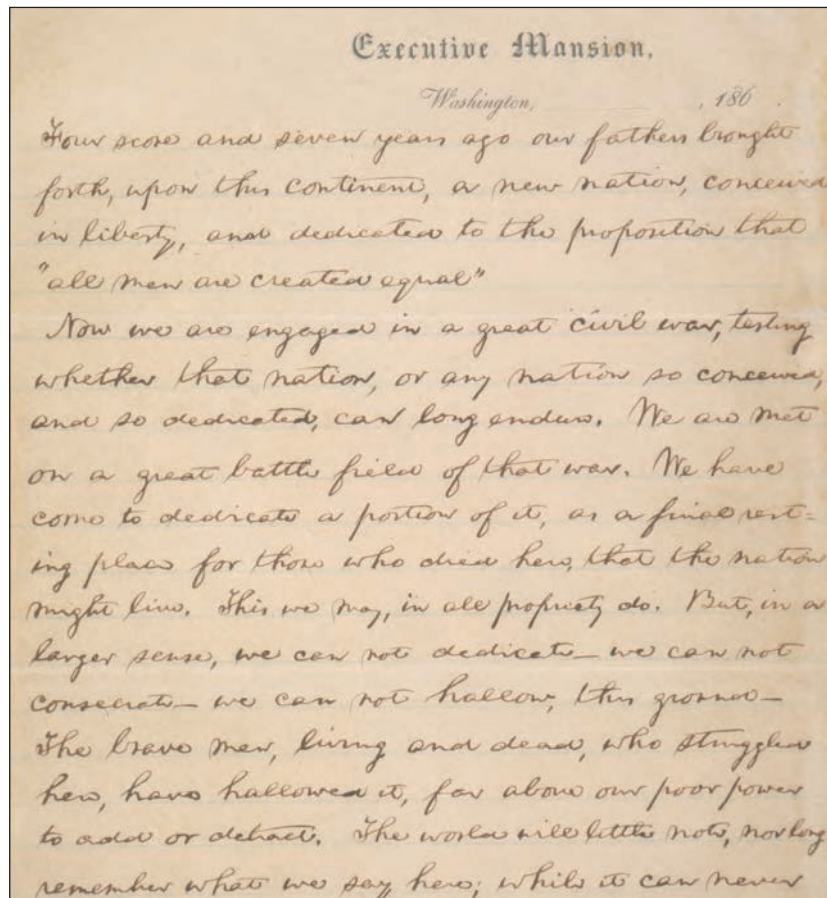 Executive Mansion,
Washington, , 186
Four score and seven years ago our fathers brought
forth, upon this continent, a new nation, conceived
in liberty, and dedicated to the proposition that
"all men are created equal"
Now we are engaged in a great civil war, testing
whether that nation, or any nation so conceived,
and so dedicated, can long endure. We are met
on a great battle field of that war. We have
come to dedicate a portion of it, as a final rest=
ing place for those who died here, that the nation
might live. This we may, in all propriety do. But, in a
larger sense, we can not dedicate — we can not
consecrate — we can not hallow, this ground —
The brave men, living and dead, who struggled
here, have hallowed it, far above our poor power
to add or detract. The world will little note, nor long
remember what we say here; while it can never